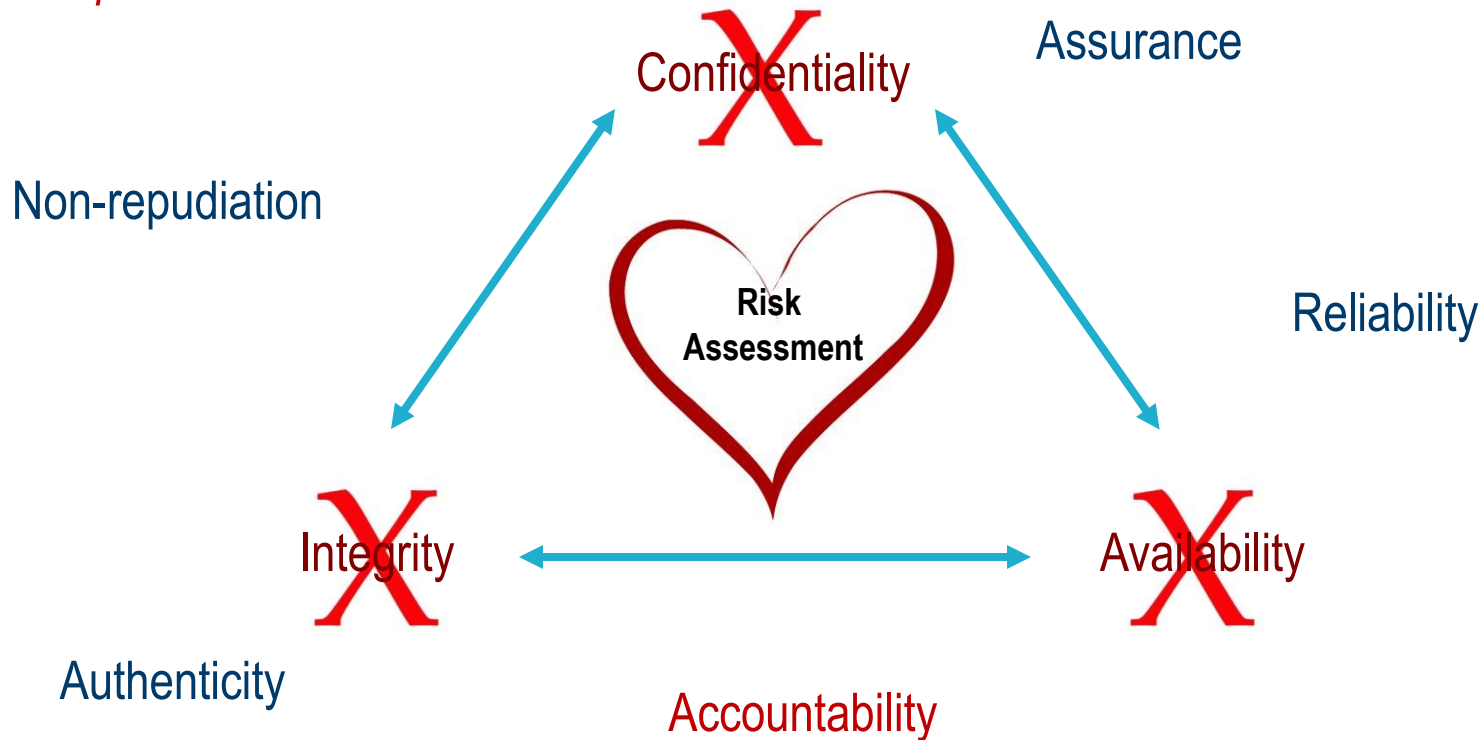 Assurance
Confidentiality
Non-repudiation
Risk
Assessment
Reliability
Integrity
Availability
Authenticity
Accountability